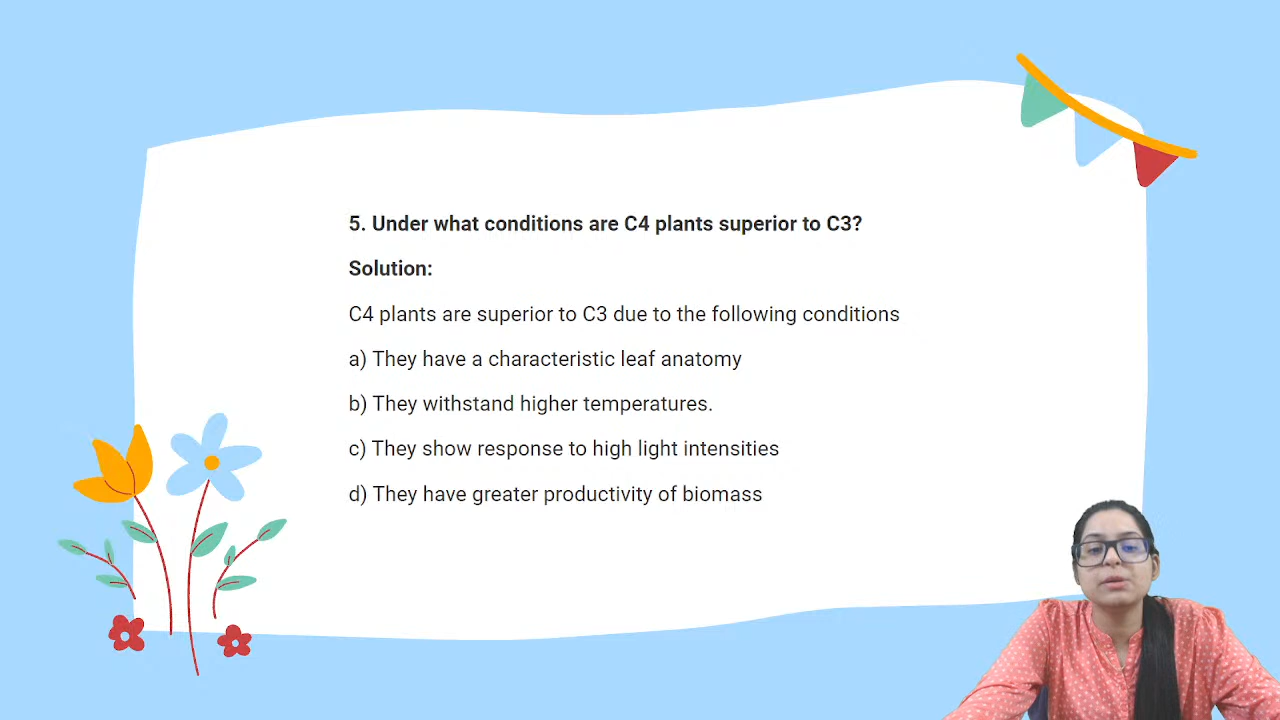 5. Under what conditions are C4 plants superior to C3?
Solution:
C4 plants are superior to C3 due to the following conditions
a) They have a characteristic leaf anatomy
b) They withstand higher temperatures.
c) They show response to high light intensities
d) They have greater productivity of biomass